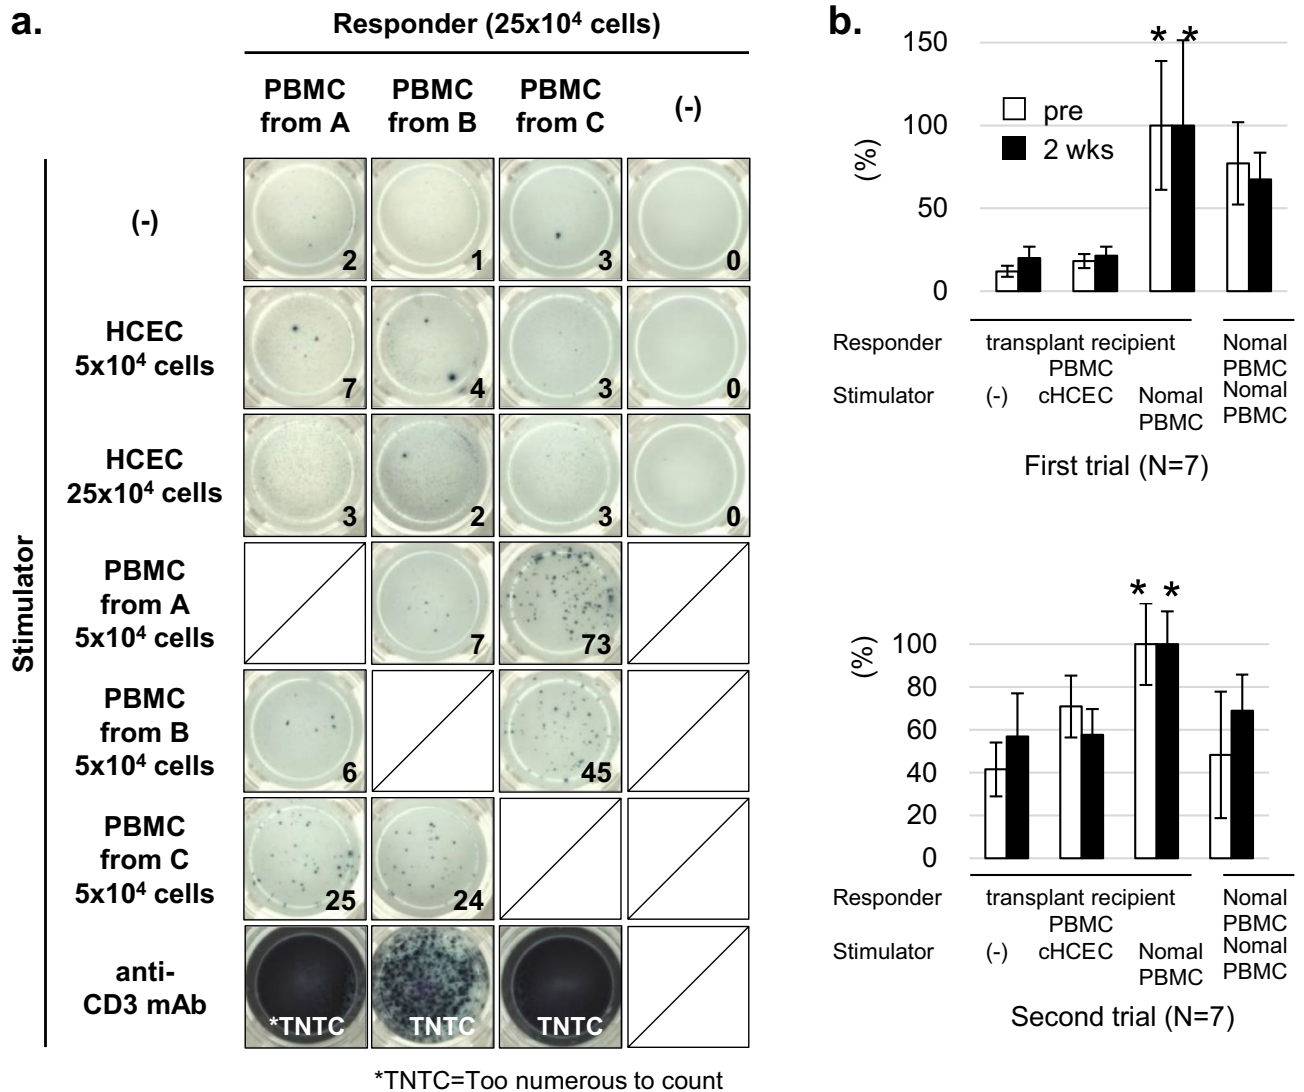 a.
Responder (25x10⁴ cells)
PBMC from A
PBMC from B
PBMC from C
(-)
Stimulator
(-)
2
1
3
0
HCEC
5x10⁴ cells
7
4
3
0
HCEC
25x10⁴ cells
3
2
3
0
PBMC
from A
5x10⁴ cells
7
73
PBMC
from B
5x10⁴ cells
6
45
PBMC
from C
5x10⁴ cells
25
24
anti-
CD3 mAb
*TNTC
TNTC
TNTC
*TNTC=Too numerous to count
b.
150
100
50
0
(%)
* *
pre
2 wks
Responder
transplant recipient
PBMC
Nomal
PBMC
Stimulator
(-)
cHCEC
Nomal
PBMC
Nomal
PBMC
First trial (N=7)
100
80
60
40
20
0
(%)
* *
Responder
transplant recipient
PBMC
Nomal
PBMC
Stimulator
(-)
cHCEC
Nomal
PBMC
Nomal
PBMC
Second trial (N=7)